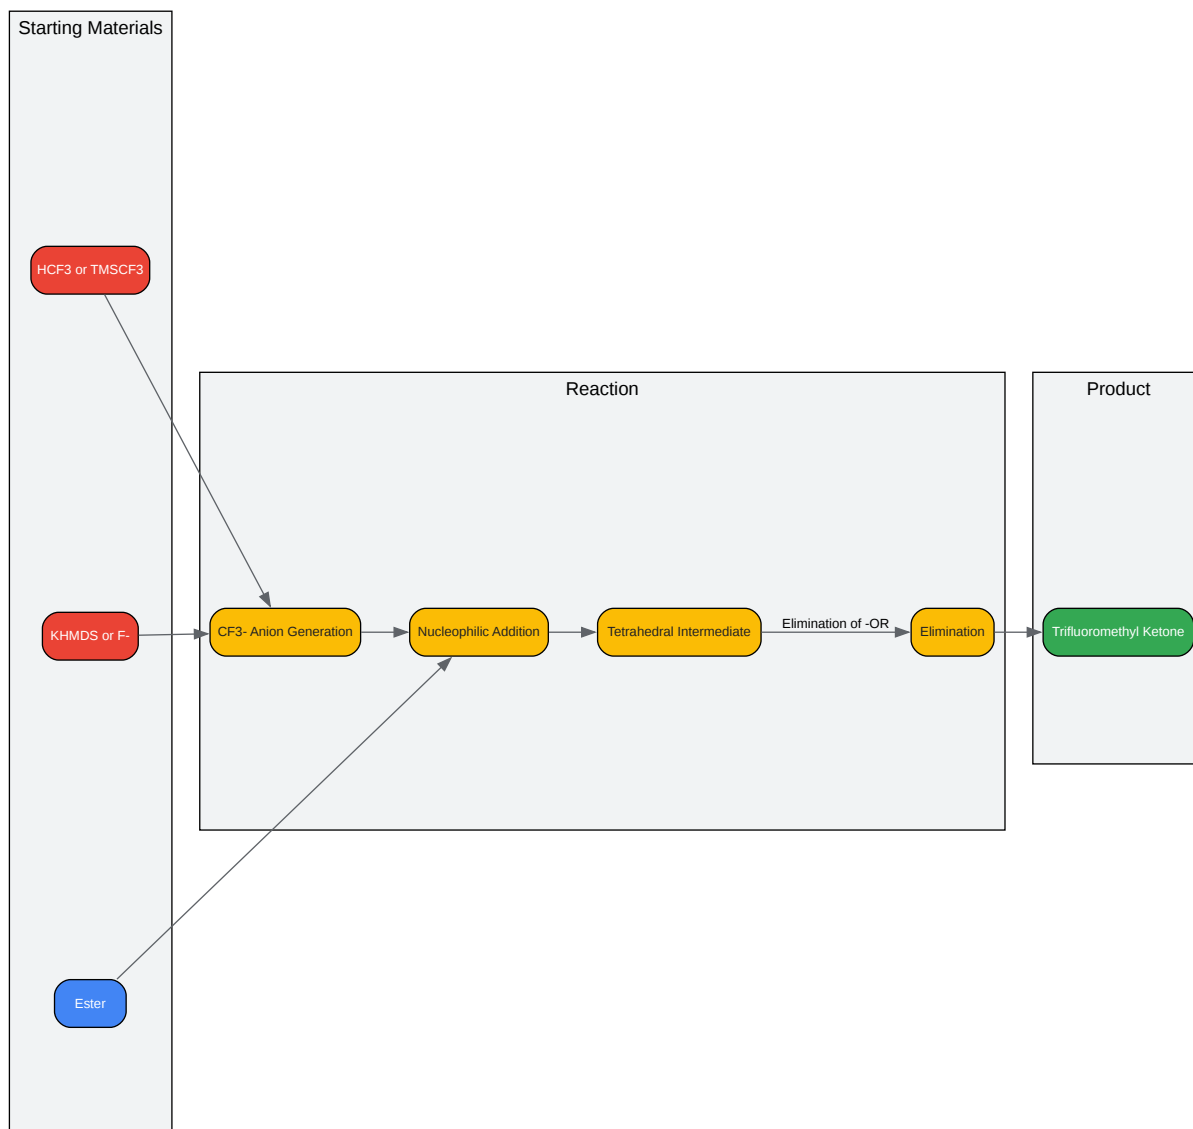 Starting Materials
HCF3 or TMSCF3
Reaction
Product
KHMDS or F-
CF3- Anion Generation
Nucleophilic Addition
Tetrahedral Intermediate
Elimination of -OR
Elimination
Trifluoromethyl Ketone
Ester